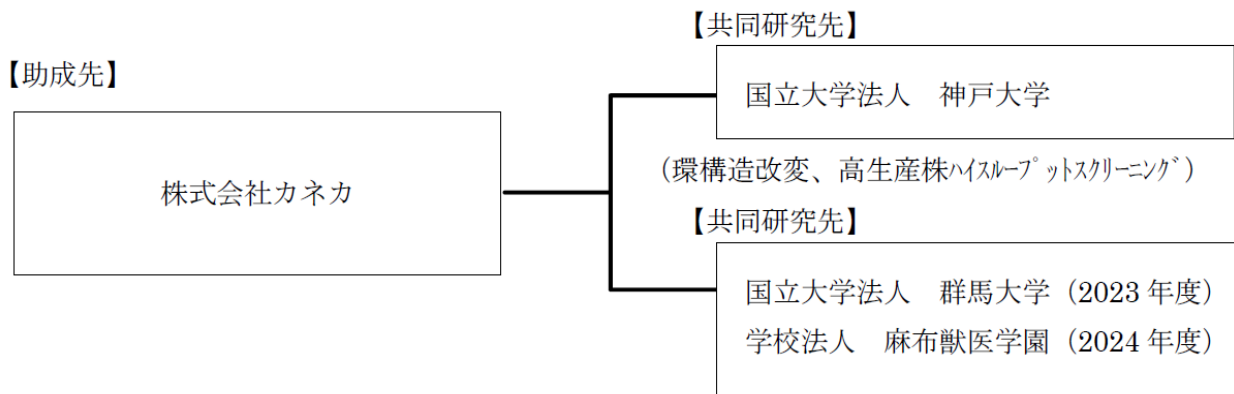 【共同研究先】
【助成先】
国立大学法人　神戸大学
株式会社カネカ
（環構造改変、高生産株ﾊｲｽﾙｰﾌﾟｯﾄｽｸﾘｰﾆﾝｸﾞ）
【共同研究先】
国立大学法人　群馬大学（2023 年度）
学校法人　麻布獣医学園（2024 年度）